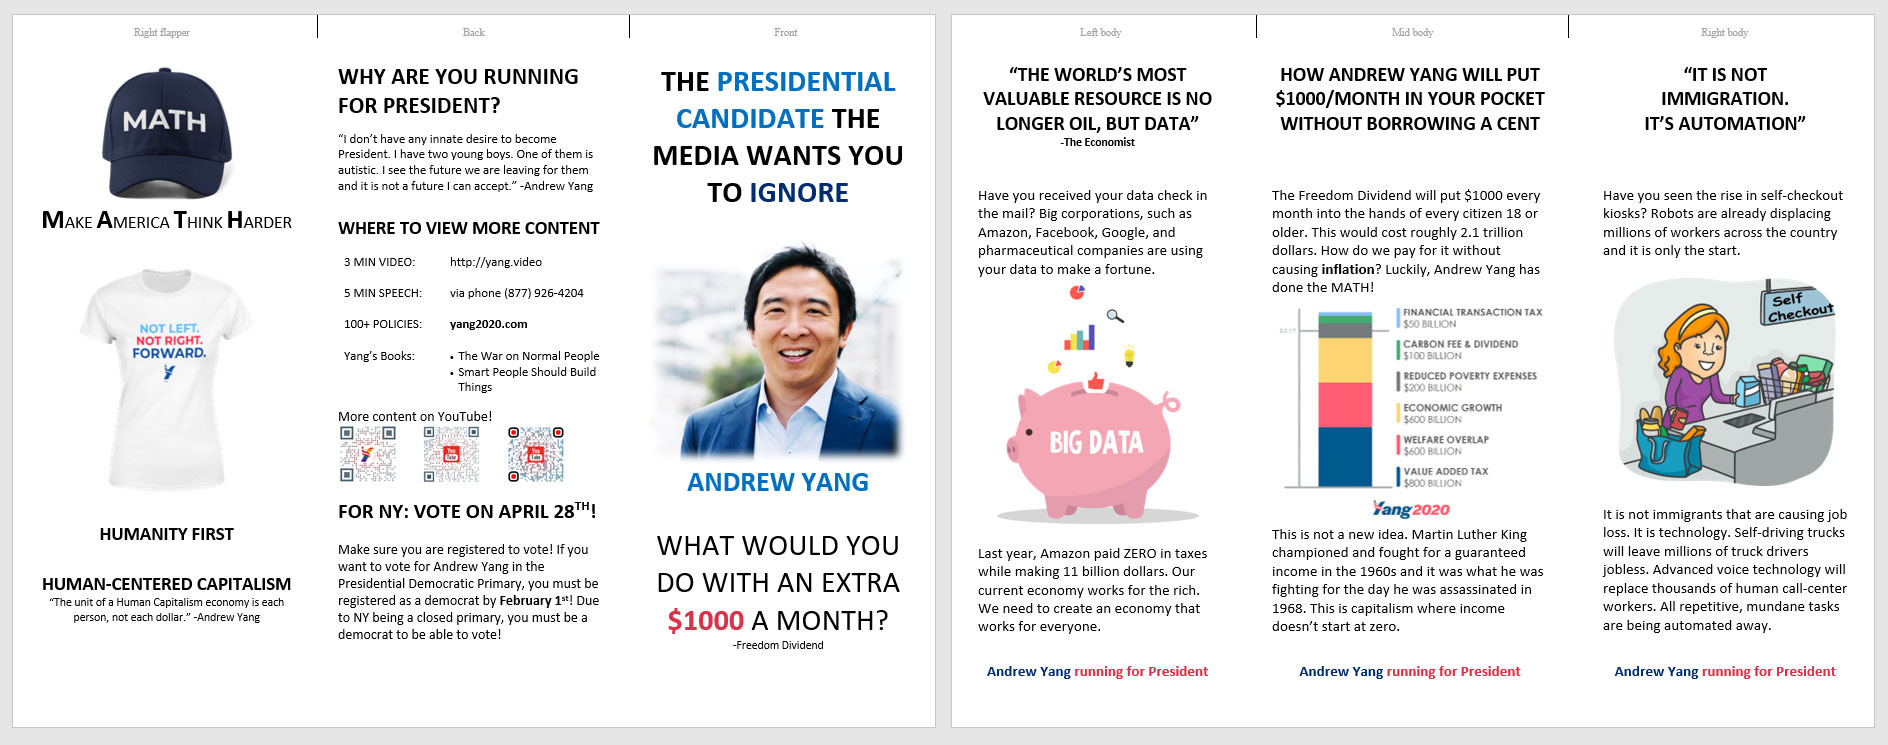 Right flapper
MATH
MAKE AMERICA THINK HARDER
NOT LEFT.
NOT RIGHT.
FORWARD.
HUMANITY FIRST
HUMAN-CENTERED CAPITALISM
“The unit of a Human Capitalism economy is each
person, not each dollar.” -Andrew Yang
Back
WHY ARE YOU RUNNING
FOR PRESIDENT?
“I don’t have any innate desire to become
President. I have two young boys. One of them is
autistic. I see the future we are leaving for them
and it is not a future I can accept.” -Andrew Yang
WHERE TO VIEW MORE CONTENT
3 MIN VIDEO: http://yang.video
5 MIN SPEECH: via phone (877) 926-4204
100+ POLICIES: yang2020.com
Yang’s Books: • The War on Normal People
• Smart People Should Build
Things
More content on YouTube!
You Tube
You Tube
FOR NY: VOTE ON APRIL 28TH!
Make sure you are registered to vote! If you
want to vote for Andrew Yang in the
Presidential Democratic Primary, you must be
registered as a democrat by February 1st! Due
to NY being a closed primary, you must be a
democrat to be able to vote!
Front
THE PRESIDENTIAL
CANDIDATE THE
MEDIA WANTS YOU
TO IGNORE
ANDREW YANG
WHAT WOULD YOU
DO WITH AN EXTRA
$1000 A MONTH?
-Freedom Dividend
Left body
“THE WORLD’S MOST
VALUABLE RESOURCE IS NO
LONGER OIL, BUT DATA”
-The Economist
Have you received your data check in
the mail? Big corporations, such as
Amazon, Facebook, Google, and
pharmaceutical companies are using
your data to make a fortune.
BIG DATA
Last year, Amazon paid ZERO in taxes
while making 11 billion dollars. Our
current economy works for the rich.
We need to create an economy that
works for everyone.
Andrew Yang running for President
Mid body
HOW ANDREW YANG WILL PUT
$1000/MONTH IN YOUR POCKET
WITHOUT BORROWING A CENT
The Freedom Dividend will put $1000 every
month into the hands of every citizen 18 or
older. This would cost roughly 2.1 trillion
dollars. How do we pay for it without
causing inflation? Luckily, Andrew Yang has
done the MATH!
FINANCIAL TRANSACTION TAX
$50 BILLION
CARBON FEE & DIVIDEND
$100 BILLION
REDUCED POVERTY EXPENSES
$200 BILLION
ECONOMIC GROWTH
$600 BILLION
WELFARE OVERLAP
$600 BILLION
VALUE ADDED TAX
$800 BILLION
Yang2020
This is not a new idea. Martin Luther King
championed and fought for a guaranteed
income in the 1960s and it was what he was
fighting for the day he was assassinated in
1968. This is capitalism where income
doesn’t start at zero.
Andrew Yang running for President
Right body
“IT IS NOT
IMMIGRATION.
IT’S AUTOMATION”
Have you seen the rise in self-checkout
kiosks? Robots are already displacing
millions of workers across the country
and it is only the start.
Self
Checkout
It is not immigrants that are causing job
loss. It is technology. Self-driving trucks
will leave millions of truck drivers
jobless. Advanced voice technology will
replace thousands of human call-center
workers. All repetitive, mundane tasks
are being automated away.
Andrew Yang running for President